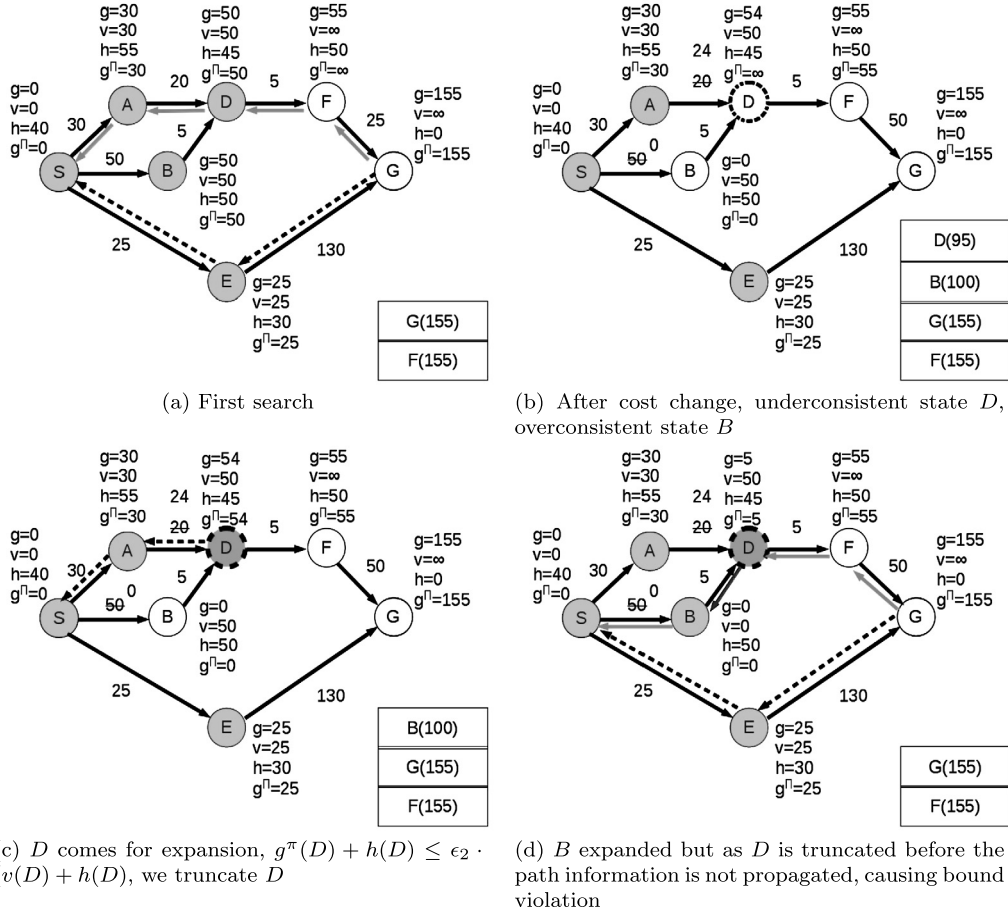 g=30
v=30
h=55
g^Π=30
g=50
v=50
h=45
g^Π=50
g=55
v=∞
h=50
g^Π=∞
g=0
v=0
h=40
g^Π=0
g=155
v=∞
h=0
g^Π=155
20
5
A
D
F
30
5
25
50
S
B
G
g=50
v=50
h=50
g^Π=50
25
130
E
g=25
v=25
h=30
g^Π=25
G(155)
F(155)
(a) First search
g=30
v=30
h=55
g^Π=30
g=54
v=50
h=45
g^Π=∞
g=55
v=∞
h=50
g^Π=55
g=0
v=0
h=40
g^Π=0
g=155
v=∞
h=0
g^Π=155
24
20
5
A
D
F
30
5
50
50 0
S
B
G
g=0
v=50
h=50
g^Π=0
25
130
E
g=25
v=25
h=30
g^Π=25
D(95)
B(100)
G(155)
F(155)
(b) After cost change, underconsistent state D,
overconsistent state B
g=30
v=30
h=55
g^Π=30
g=54
v=50
h=45
g^Π=54
g=55
v=∞
h=50
g^Π=55
g=0
v=0
h=40
g^Π=0
g=155
v=∞
h=0
g^Π=155
24
20
5
A
D
F
30
5
50
50 0
S
B
G
g=0
v=50
h=50
g^Π=0
25
130
E
g=25
v=25
h=30
g^Π=25
B(100)
G(155)
F(155)
c) D comes for expansion, g^π(D) + h(D) ≤ ϵ₂ ·
v(D) + h(D), we truncate D
g=30
v=30
h=55
g^Π=30
g=5
v=50
h=45
g^Π=5
g=55
v=∞
h=50
g^Π=55
g=0
v=0
h=40
g^Π=0
g=155
v=∞
h=0
g^Π=155
24
20
5
A
D
F
30
5
50
50 0
S
B
G
g=0
v=50
h=50
g^Π=0
25
130
E
g=25
v=25
h=30
g^Π=25
G(155)
F(155)
(d) B expanded but as D is truncated before the
path information is not propagated, causing bound
violation